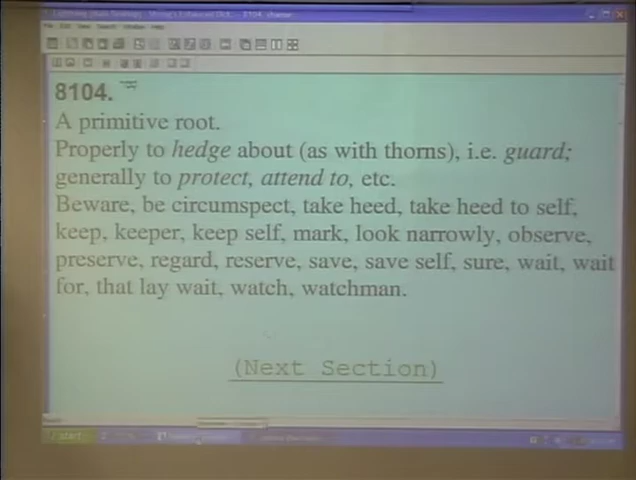 8104.
A primitive root.
Properly to hedge about (as with thorns), i.e. guard;
generally to protect, attend to, etc.
Beware, be circumspect, take heed, take heed to self,
keep, keeper, keep self, mark, look narrowly, observe,
preserve, regard, reserve, save, save self, sure, wait, wait
for, that lay wait, watch, watchman.
(Next Section)
start